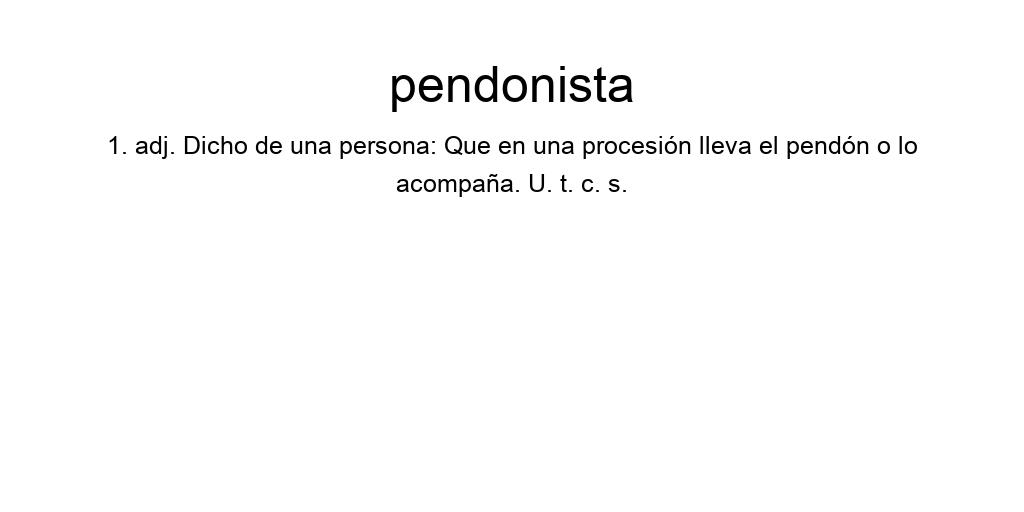 pendonista
1. adj. Dicho de una persona: Que en una procesión lleva el pendón o lo
acompaña. U. t. c. s.